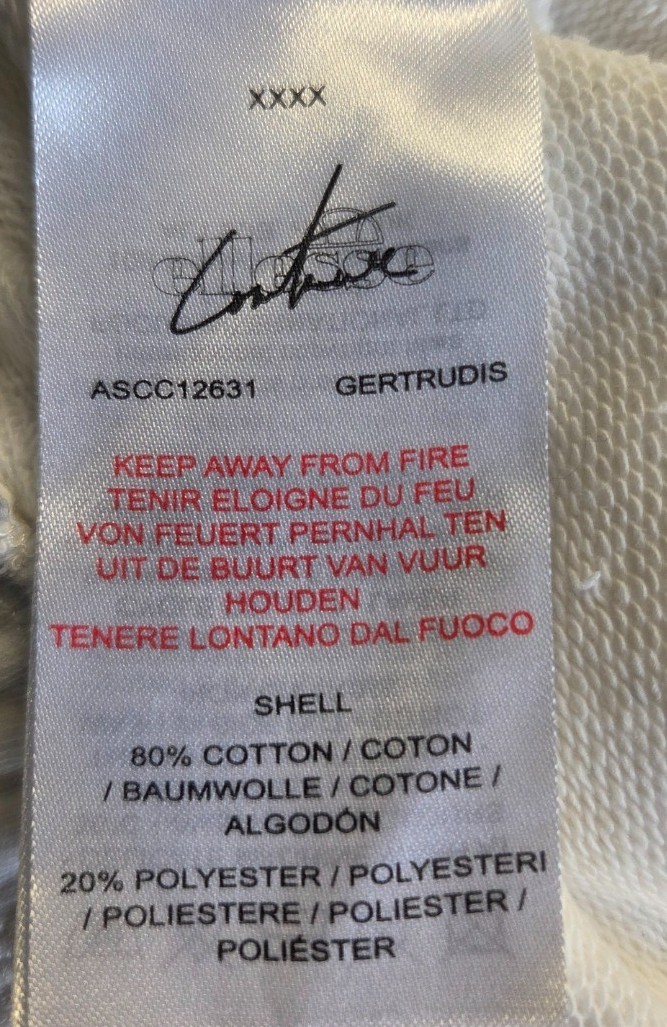 XXXX
ellesse
Couture
ASCC12631 GERTRUDIS
KEEP AWAY FROM FIRE
TENIR ELOIGNE DU FEU
VON FEUERT PERNHAL TEN
UIT DE BUURT VAN VUUR
HOUDEN
TENERE LONTANO DAL FUOCO
SHELL
80% COTTON / COTON
/ BAUMWOLLE / COTONE /
ALGODÓN
20% POLYESTER / POLYESTERI
/ POLIESTERE / POLIESTER /
POLIÉSTER